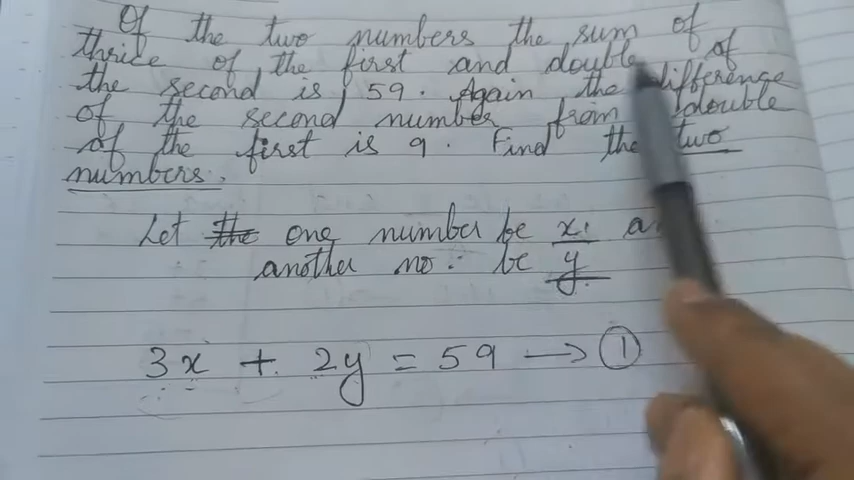 Of the two numbers the sum of
thrice of the first and double of
the second is 59. Again the difference
of the second number from double
of the first is 9. Find the two
numbers.
Let the one number be x. a
another no. be y
3x + 2y = 59 → ①